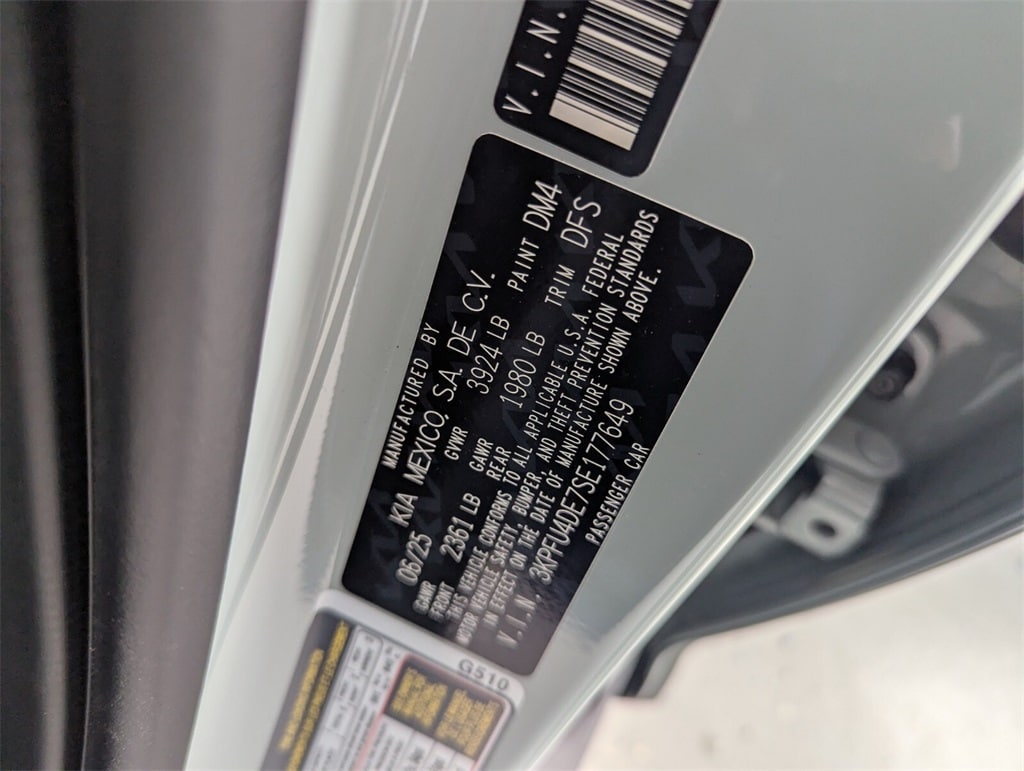 V.I.N.
MANUFACTURED BY
06/25 KIA MEXICO, S.A. DE C.V.
GVWR 3924 LB PAINT DM4
GAWR FRONT 2361 LB GAWR REAR 1980 LB TRIM DFS
THIS VEHICLE CONFORMS TO ALL APPLICABLE U.S.A. FEDERAL
MOTOR VEHICLE SAFETY, BUMPER AND THEFT PREVENTION STANDARDS
IN EFFECT ON THE DATE OF MANUFACTURE SHOWN ABOVE.
V.I.N. 3KPFU4DE7SE177649
PASSENGER CAR
G510